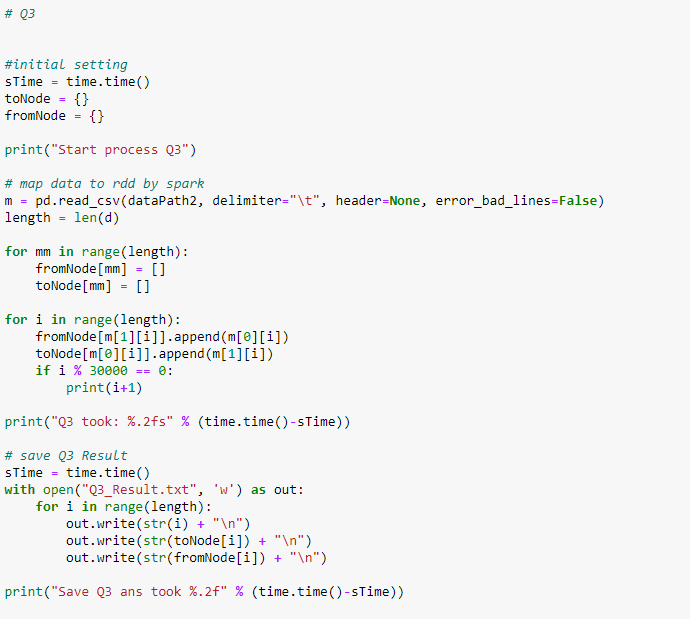 # Q3
#initial setting
sTime = time.time()
toNode = {}
fromNode = {}
print("Start process Q3")
# map data to rdd by spark
m = pd.read_csv(dataPath2, delimiter="\t", header=None, error_bad_lines=False)
length = len(d)
for mm in range(length):
    fromNode[mm] = []
    toNode[mm] = []
for i in range(length):
    fromNode[m[1][i]].append(m[0][i])
    toNode[m[0][i]].append(m[1][i])
    if i % 30000 == 0:
        print(i+1)
print("Q3 took: %.2fs" % (time.time()-sTime))
# save Q3 Result
sTime = time.time()
with open("Q3_Result.txt", 'w') as out:
    for i in range(length):
        out.write(str(i) + "\n")
        out.write(str(toNode[i]) + "\n")
        out.write(str(fromNode[i]) + "\n")
print("Save Q3 ans took %.2f" % (time.time()-sTime))